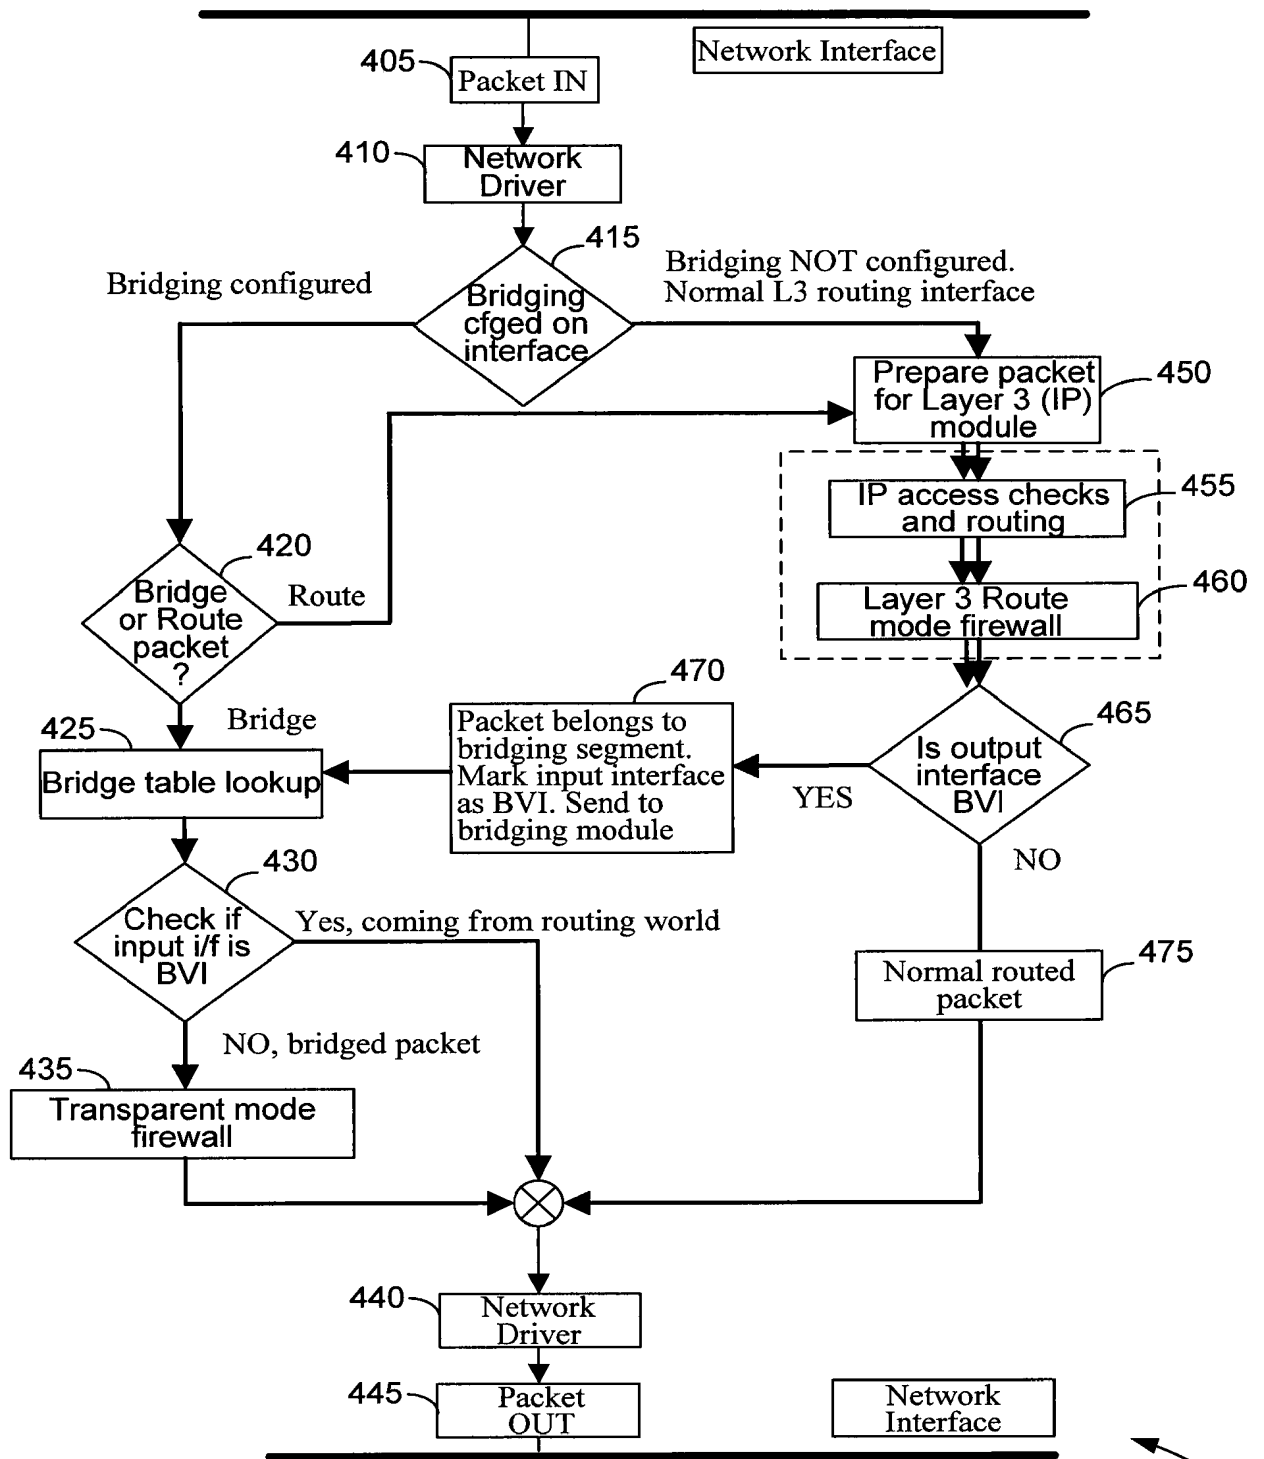 Network Interface
405
Packet IN
410
Network
Driver
415
Bridging configured
Bridging NOT configured.
Normal L3 routing interface
Bridging
cfged on
interface
Prepare packet
for Layer 3 (IP)
module
450
IP access checks
and routing
455
420
Bridge
or Route
packet
?
Route
Layer 3 Route
mode firewall
460
Bridge
425
Bridge table lookup
470
Packet belongs to
bridging segment.
Mark input interface
as BVI. Send to
bridging module
465
Is output
interface
BVI
YES
NO
430
Check if
input i/f is
BVI
Yes, coming from routing world
475
Normal routed
packet
NO, bridged packet
435
Transparent mode
firewall
440
Network
Driver
445
Packet
OUT
Network
Interface